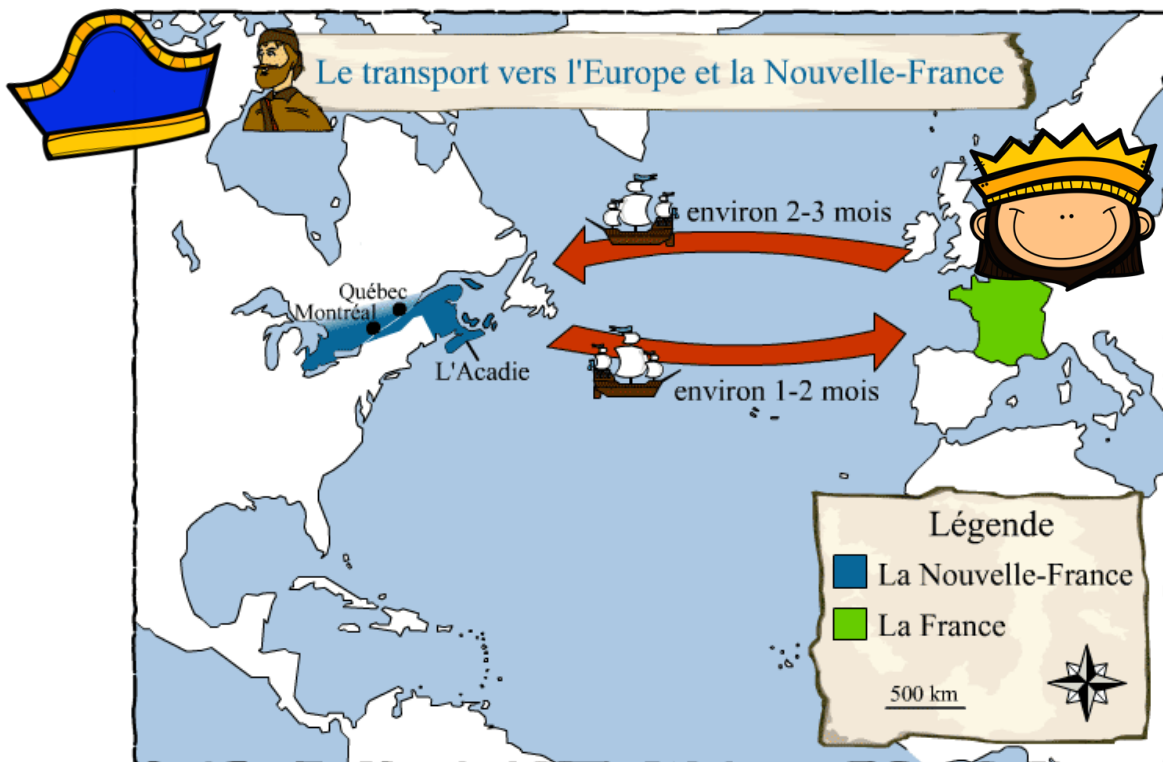 Le transport vers l'Europe et la Nouvelle-France
environ 2-3 mois
Québec
Montréal
L'Acadie
environ 1-2 mois
Légende
La Nouvelle-France
La France
500 km